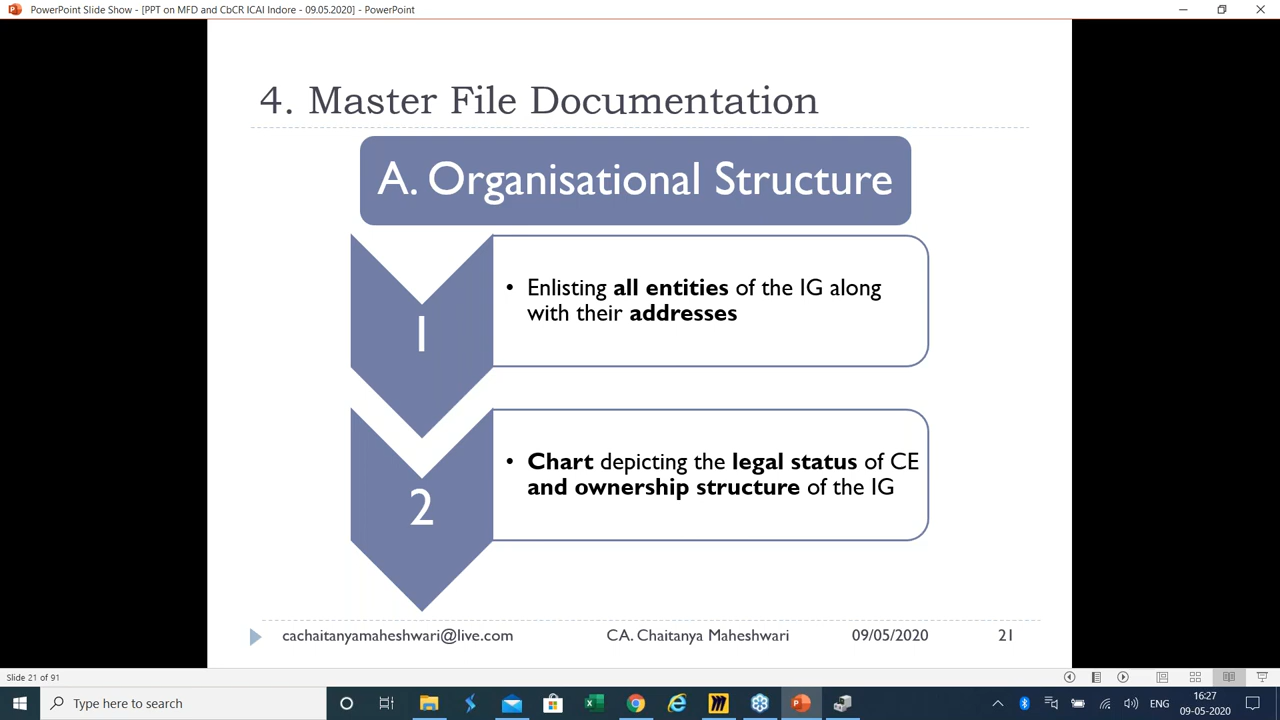 PowerPoint Slide Show - [PPT on MFD and CbCR ICAI Indore - 09.05.2020] - PowerPoint
4. Master File Documentation
A. Organisational Structure
1
• Enlisting all entities of the IG along
with their addresses
2
• Chart depicting the legal status of CE
and ownership structure of the IG
cachaitanyamaheshwari@live.com CA. Chaitanya Maheshwari 09/05/2020 21
Slide 21 of 91
Type here to search
ENG
16:27
09-05-2020